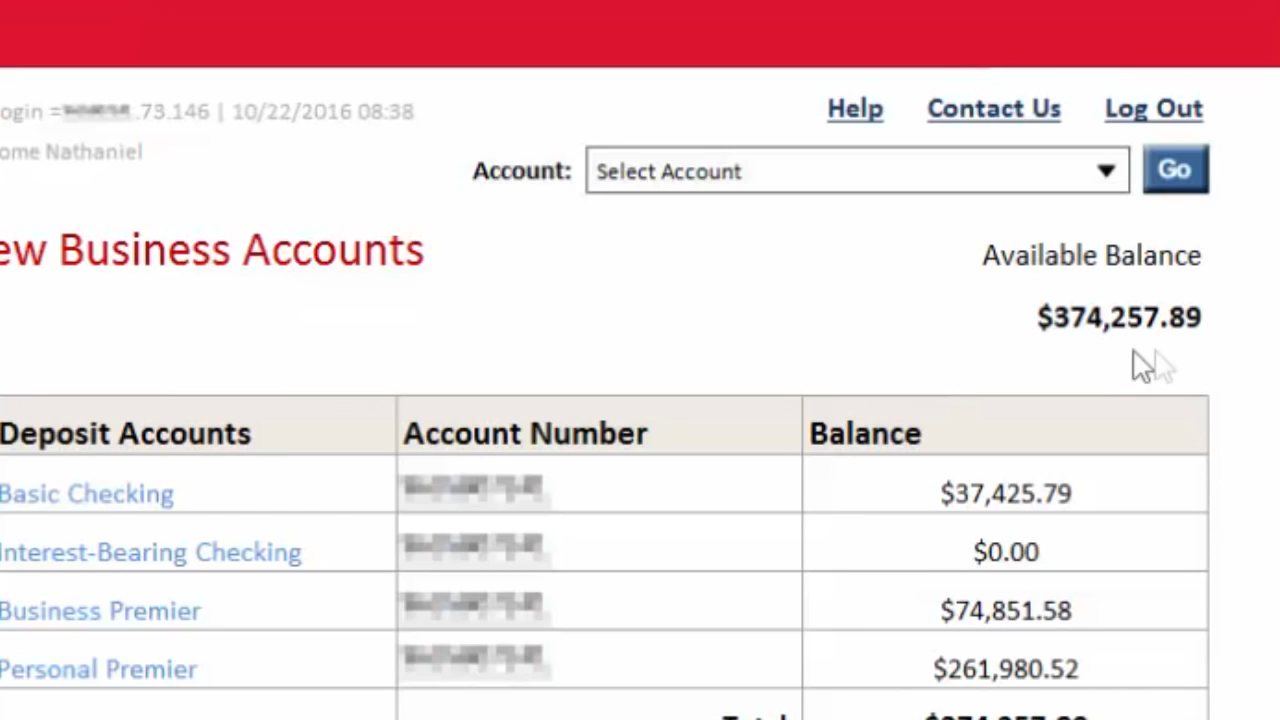 ogin = .73.146 | 10/22/2016 08:38
Help Contact Us Log Out
ome Nathaniel
Account: Select Account Go
ew Business Accounts
Available Balance
$374,257.89
Deposit Accounts Account Number Balance
Basic Checking $37,425.79
Interest-Bearing Checking $0.00
Business Premier $74,851.58
Personal Premier $261,980.52